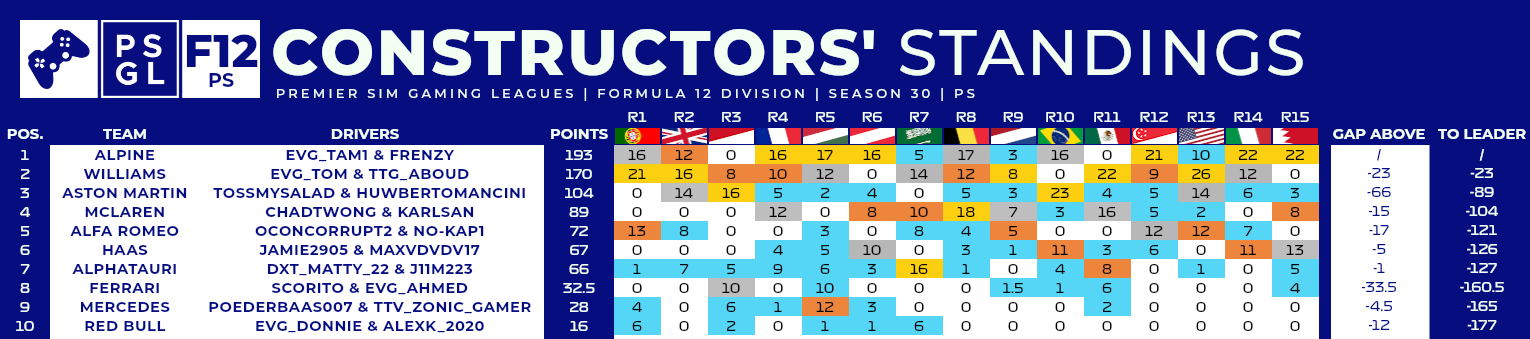 PS GL F12 PS CONSTRUCTORS' STANDINGS
PREMIER SIM GAMING LEAGUES | FORMULA 12 DIVISION | SEASON 30 | PS
R1 R2 R3 R4 R5 R6 R7 R8 R9 R10 R11 R12 R13 R14 R15
POS. TEAM DRIVERS POINTS GAP ABOVE TO LEADER
1 ALPINE EVG_TAM1 & FRENZY 193 16 12 0 16 17 16 5 17 3 16 0 21 10 22 22 / /
2 WILLIAMS EVG_TOM & TTG_ABOUD 170 21 16 8 10 12 0 14 12 8 0 22 9 26 12 0 -23 -23
3 ASTON MARTIN TOSSMYSALAD & HUWBERTOMANCINI 104 0 14 16 5 2 4 0 5 3 23 4 5 14 6 3 -66 -89
4 MCLAREN CHADTWONG & KARLSAN 89 0 0 0 12 0 8 10 18 7 3 16 5 2 0 8 -15 -104
5 ALFA ROMEO OCONCORRUPT2 & NO-KAP1 72 13 8 0 0 3 0 8 4 5 0 0 12 12 7 0 -17 -121
6 HAAS JAMIE2905 & MAXVDVDV17 67 0 0 0 4 5 10 0 3 1 11 3 6 0 11 13 -5 -126
7 ALPHATAURI DXT_MATTY_22 & J11M223 66 1 7 5 9 6 3 16 1 0 4 8 0 1 0 5 -1 -127
8 FERRARI SCORITO & EVG_AHMED 32.5 0 0 10 0 10 0 0 0 1.5 1 6 0 0 0 4 -33.5 -160.5
9 MERCEDES POEDERBAAS007 & TTV_ZONIC_GAMER 28 4 0 6 1 12 3 0 0 0 0 2 0 0 0 0 -4.5 -165
10 RED BULL EVG_DONNIE & ALEXK_2020 16 6 0 2 0 1 1 6 0 0 0 0 0 0 0 0 -12 -177